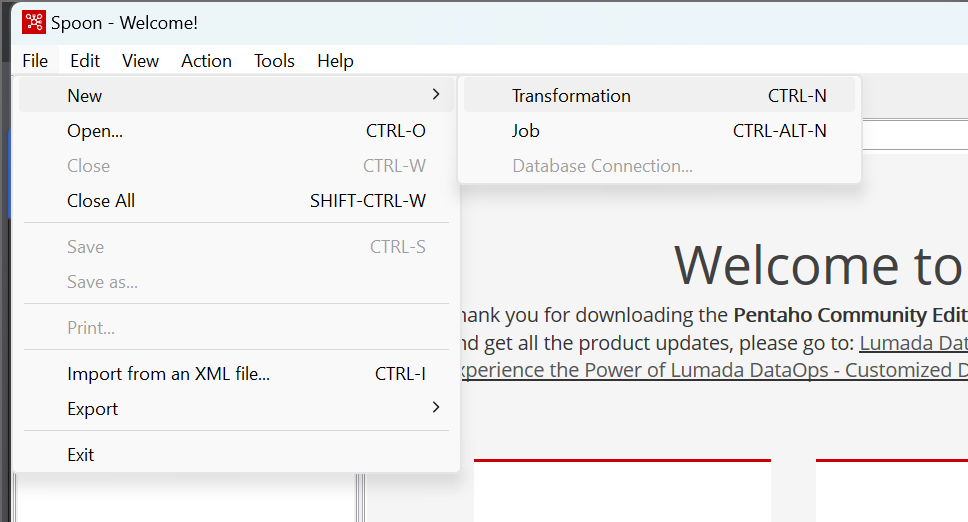 Spoon - Welcome!
File Edit View Action Tools Help
New
Open... CTRL-O
Close CTRL-W
Close All SHIFT-CTRL-W
Save CTRL-S
Save as...
Print...
Import from an XML file... CTRL-I
Export
Exit
Transformation CTRL-N
Job CTRL-ALT-N
Database Connection...
Welcome to
hank you for downloading the Pentaho Community Edit
nd get all the product updates, please go to: Lumada Dat
xperience the Power of Lumada DataOps - Customized D